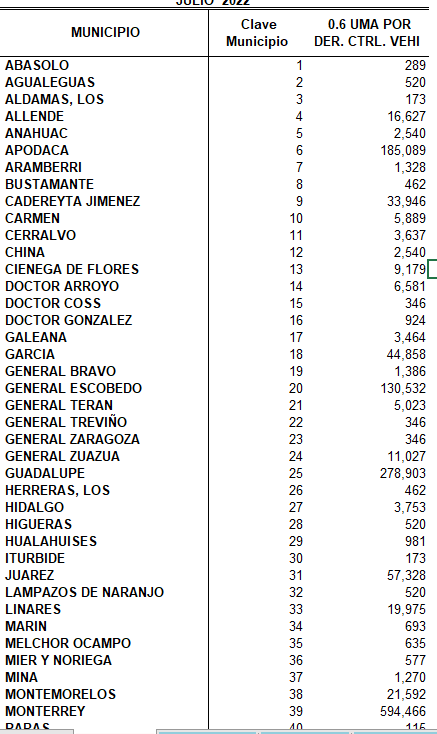 JULIO 2022
MUNICIPIO Clave Municipio 0.6 UMA POR DER. CTRL. VEHI
ABASOLO 1 289
AGUALEGUAS 2 520
ALDAMAS, LOS 3 173
ALLENDE 4 16,627
ANAHUAC 5 2,540
APODACA 6 185,089
ARAMBERRI 7 1,328
BUSTAMANTE 8 462
CADEREYTA JIMENEZ 9 33,946
CARMEN 10 5,889
CERRALVO 11 3,637
CHINA 12 2,540
CIENEGA DE FLORES 13 9,179
DOCTOR ARROYO 14 6,581
DOCTOR COSS 15 346
DOCTOR GONZALEZ 16 924
GALEANA 17 3,464
GARCIA 18 44,858
GENERAL BRAVO 19 1,386
GENERAL ESCOBEDO 20 130,532
GENERAL TERAN 21 5,023
GENERAL TREVIÑO 22 346
GENERAL ZARAGOZA 23 346
GENERAL ZUAZUA 24 11,027
GUADALUPE 25 278,903
HERRERAS, LOS 26 462
HIDALGO 27 3,753
HIGUERAS 28 520
HUALAHUISES 29 981
ITURBIDE 30 173
JUAREZ 31 57,328
LAMPAZOS DE NARANJO 32 520
LINARES 33 19,975
MARIN 34 693
MELCHOR OCAMPO 35 635
MIER Y NORIEGA 36 577
MINA 37 1,270
MONTEMORELOS 38 21,592
MONTERREY 39 594,466
PARAS 40 115